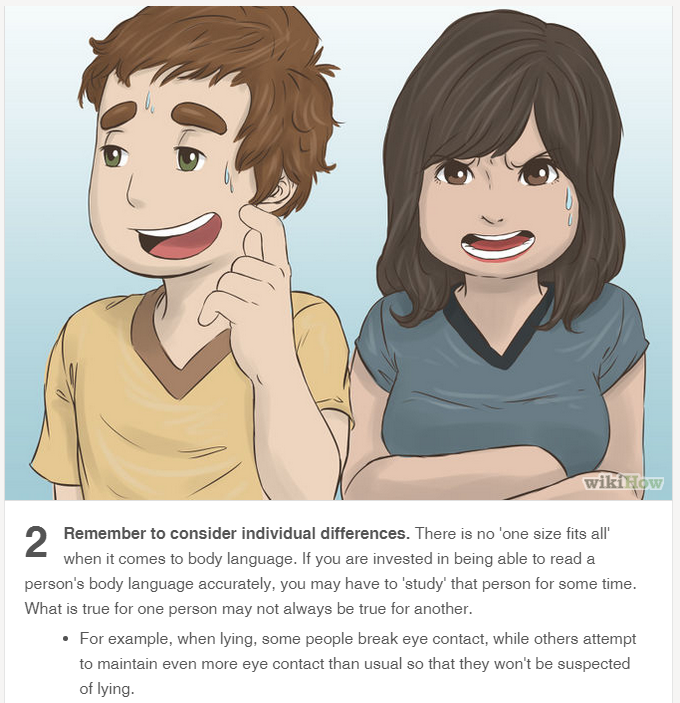 wikiHow
2 Remember to consider individual differences. There is no 'one size fits all'
when it comes to body language. If you are invested in being able to read a
person's body language accurately, you may have to 'study' that person for some time.
What is true for one person may not always be true for another.
• For example, when lying, some people break eye contact, while others attempt
to maintain even more eye contact than usual so that they won't be suspected
of lying.